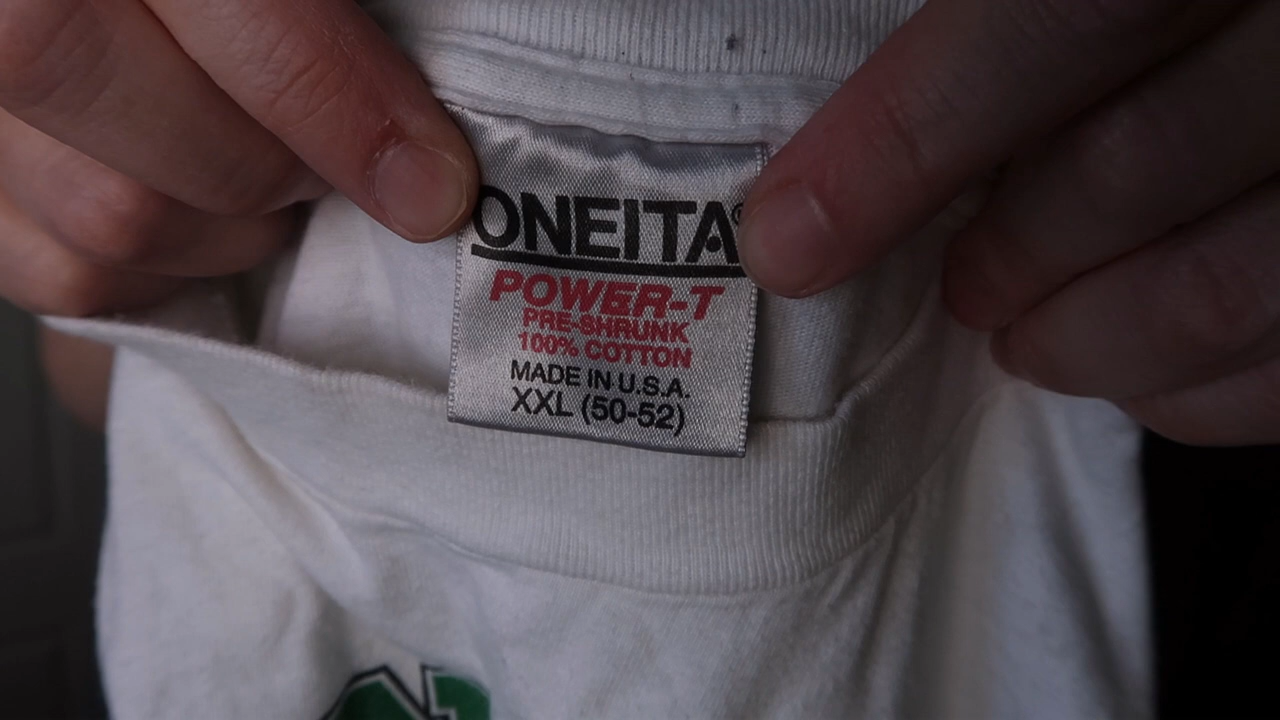 ONEITA®
POWER-T
PRE-SHRUNK
100% COTTON
MADE IN U.S.A.
XXL (50-52)